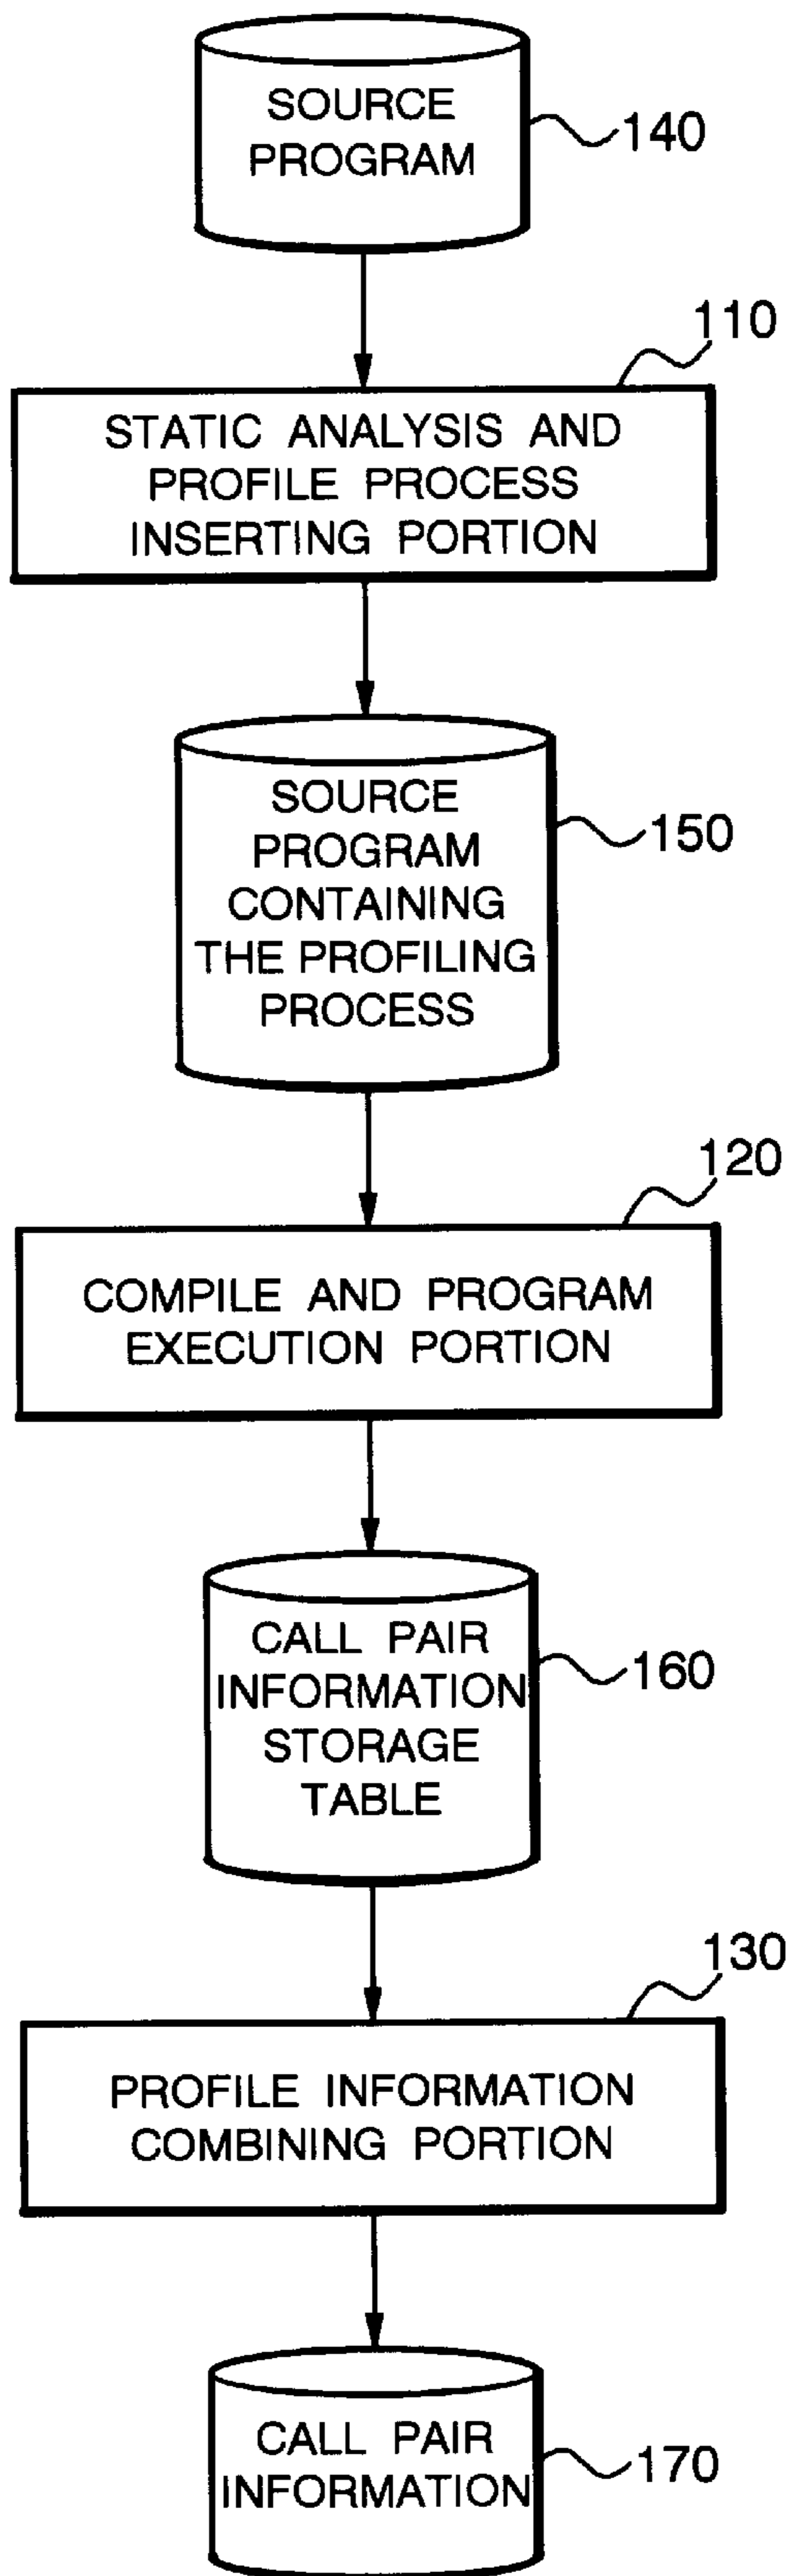 SOURCE
PROGRAM
140
110
STATIC ANALYSIS AND
PROFILE PROCESS
INSERTING PORTION
SOURCE
PROGRAM
CONTAINING
THE PROFILING
PROCESS
150
120
COMPILE AND PROGRAM
EXECUTION PORTION
CALL PAIR
INFORMATION
STORAGE
TABLE
160
130
PROFILE INFORMATION
COMBINING PORTION
CALL PAIR
INFORMATION
170